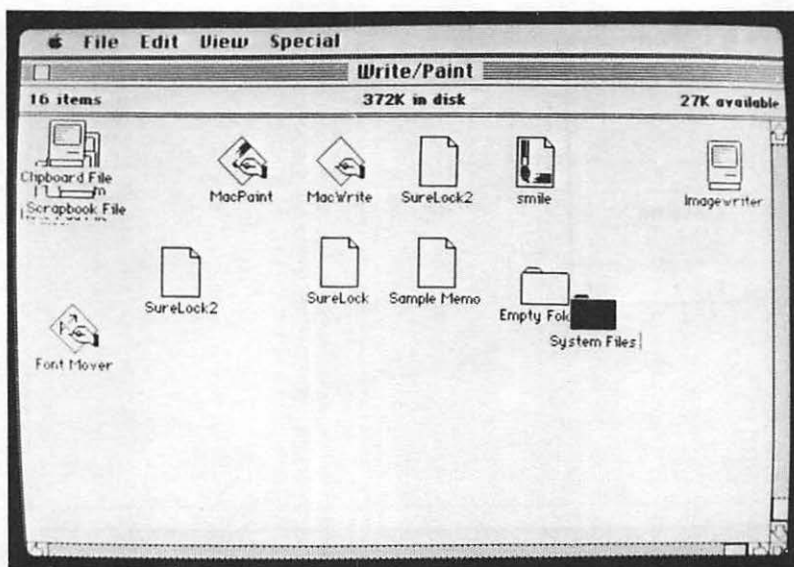 File Edit View Special
Write/Paint
16 items 372K in disk 27K available
Clipboard File
Scrapbook File
MacPaint MacWrite SureLock2 smile Imagewriter
SureLock2 SureLock Sample Memo Empty Fol
System Files
Font Mover